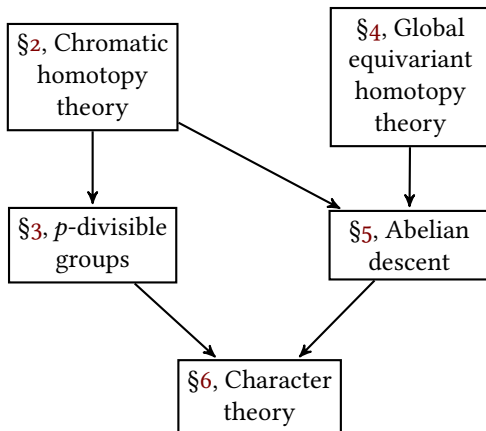 §2, Chromatic
homotopy
theory
§4, Global
equivariant
homotopy
theory
§3, p-divisible
groups
§5, Abelian
descent
§6, Character
theory